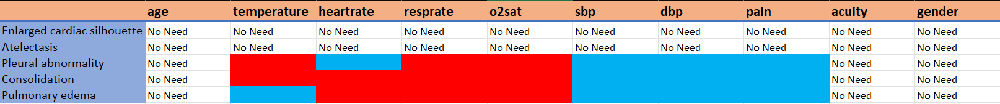 age temperature heartrate resprate o2sat sbp dbp pain acuity gender
Enlarged cardiac silhouette No Need No Need No Need No Need No Need No Need No Need No Need No Need No Need
Atelectasis No Need No Need No Need No Need No Need No Need No Need No Need No Need No Need
Pleural abnormality No Need No Need No Need
Consolidation No Need No Need No Need
Pulmonary edema No Need No Need No Need